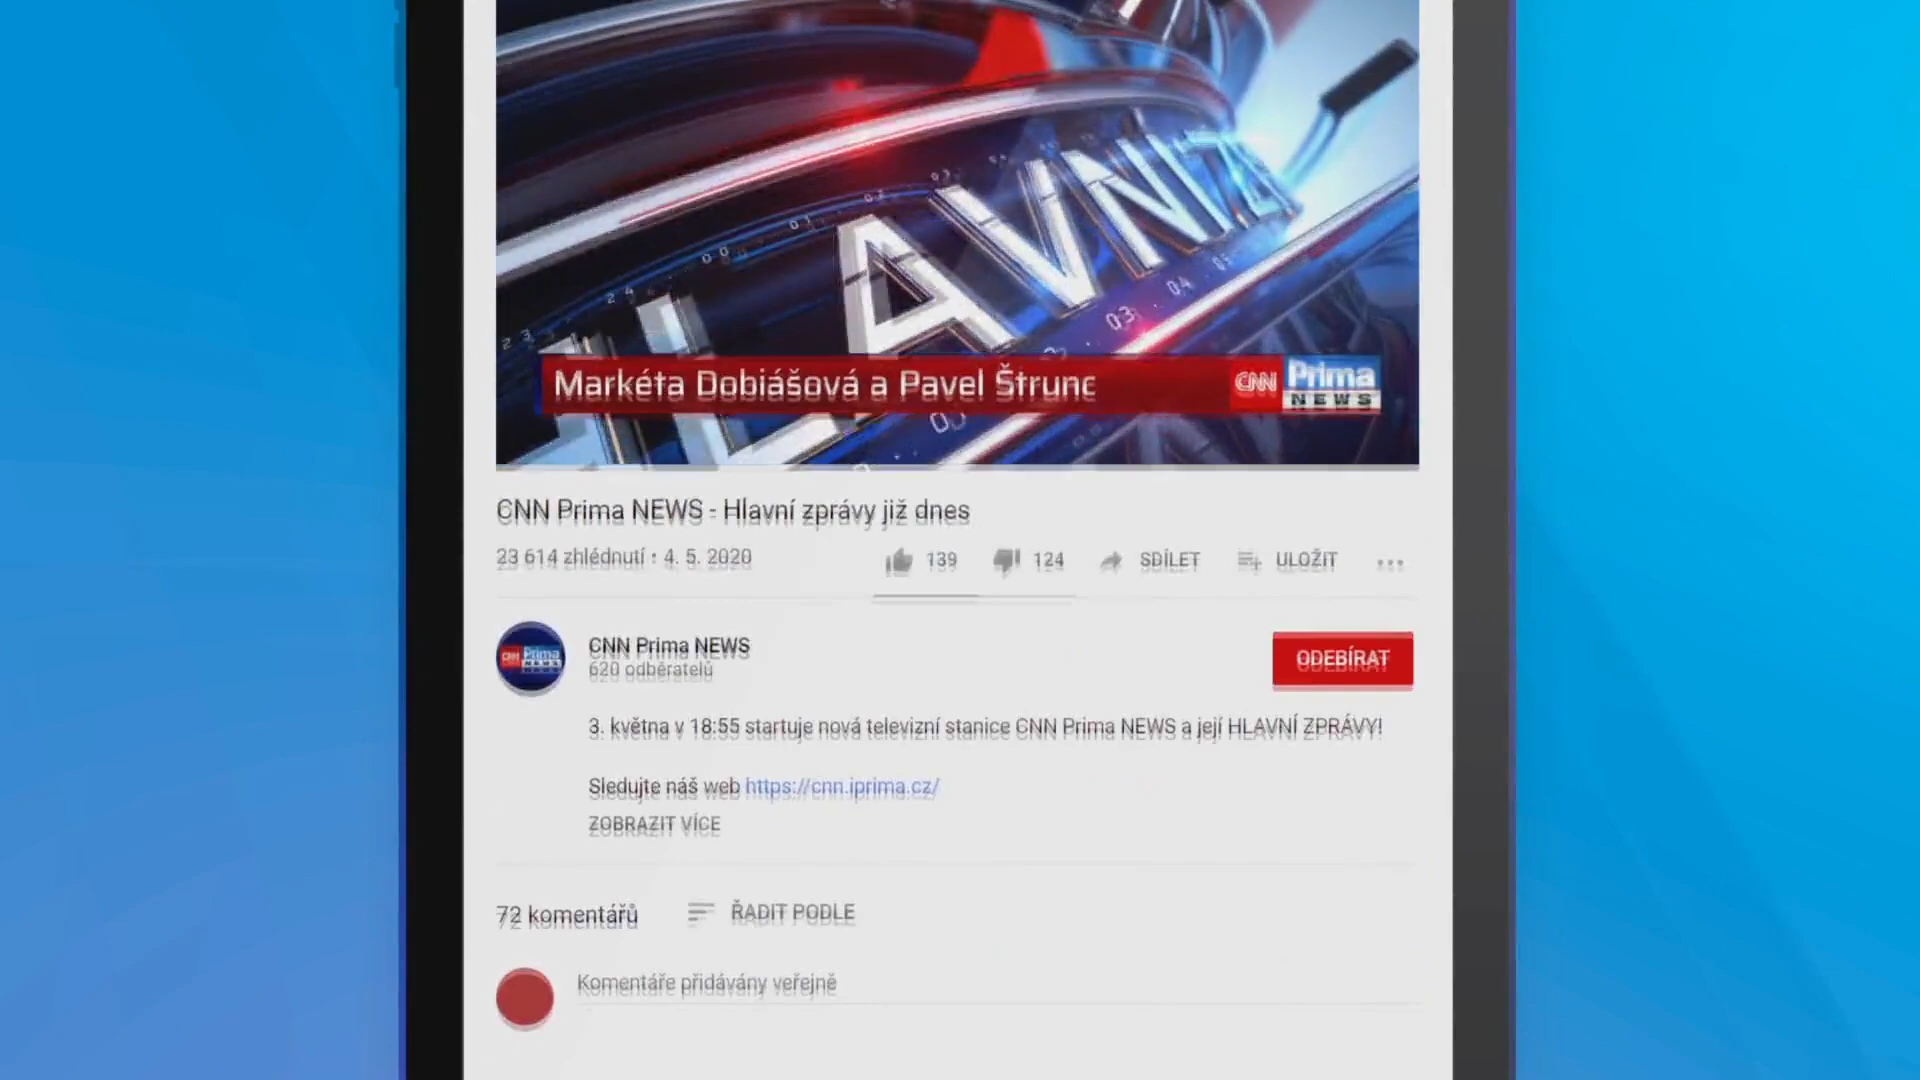 HLAVNÍ Z
Markéta Dobiášová a Pavel Štrunc
CNN Prima NEWS
CNN Prima NEWS - Hlavní zprávy již dnes
23 614 zhlédnutí • 4. 5. 2020
139 124 SDÍLET ULOŽIT
CNN Prima NEWS
CNN Prima NEWS
620 odběratelů
ODEBÍRAT
3. května v 18:55 startuje nová televizní stanice CNN Prima NEWS a její HLAVNÍ ZPRÁVY!
Sledujte náš web https://cnn.iprima.cz/
ZOBRAZIT VÍCE
72 komentářů ŘADIT PODLE
Komentáře přidávány veřejně